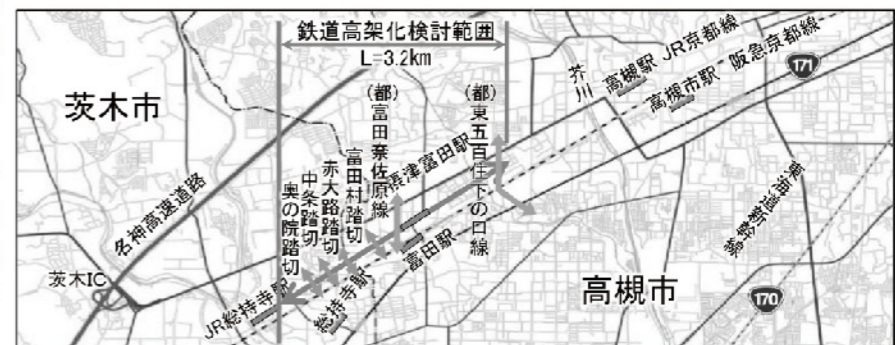 鉄道高架化検討範囲
L=3.2km
茨木市
名神高速道路
茨木IC
奥の院踏切
中条踏切
赤大路踏切
富田村踏切
(都)富田奈佐原線
摂津富田駅
(都)東五百住下の口線
芥川
高槻駅
JR京都線
高槻市駅
阪急京都線
171
東海道新幹線
富田駅
JR総持寺駅
総持寺駅
高槻市
170